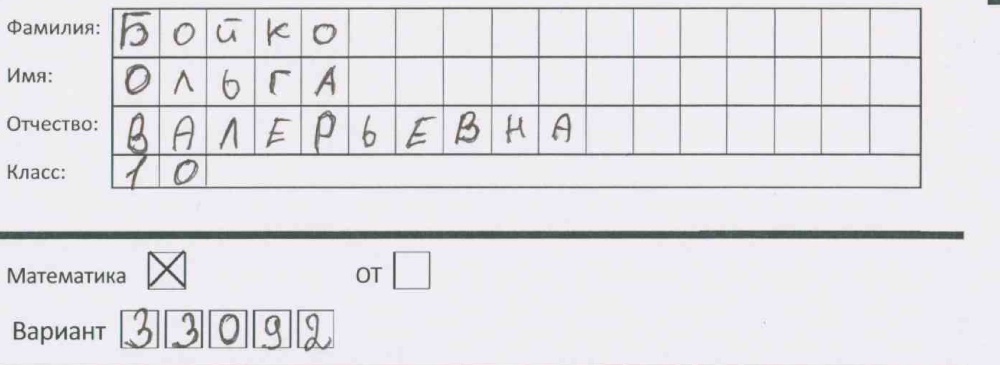 Фамилия: Бойко
Имя: ОЛЬГА
Отчество: ВАЛЕРЬЕВНА
Класс: 10
Математика ☒ ОТ ☐
Вариант 33092